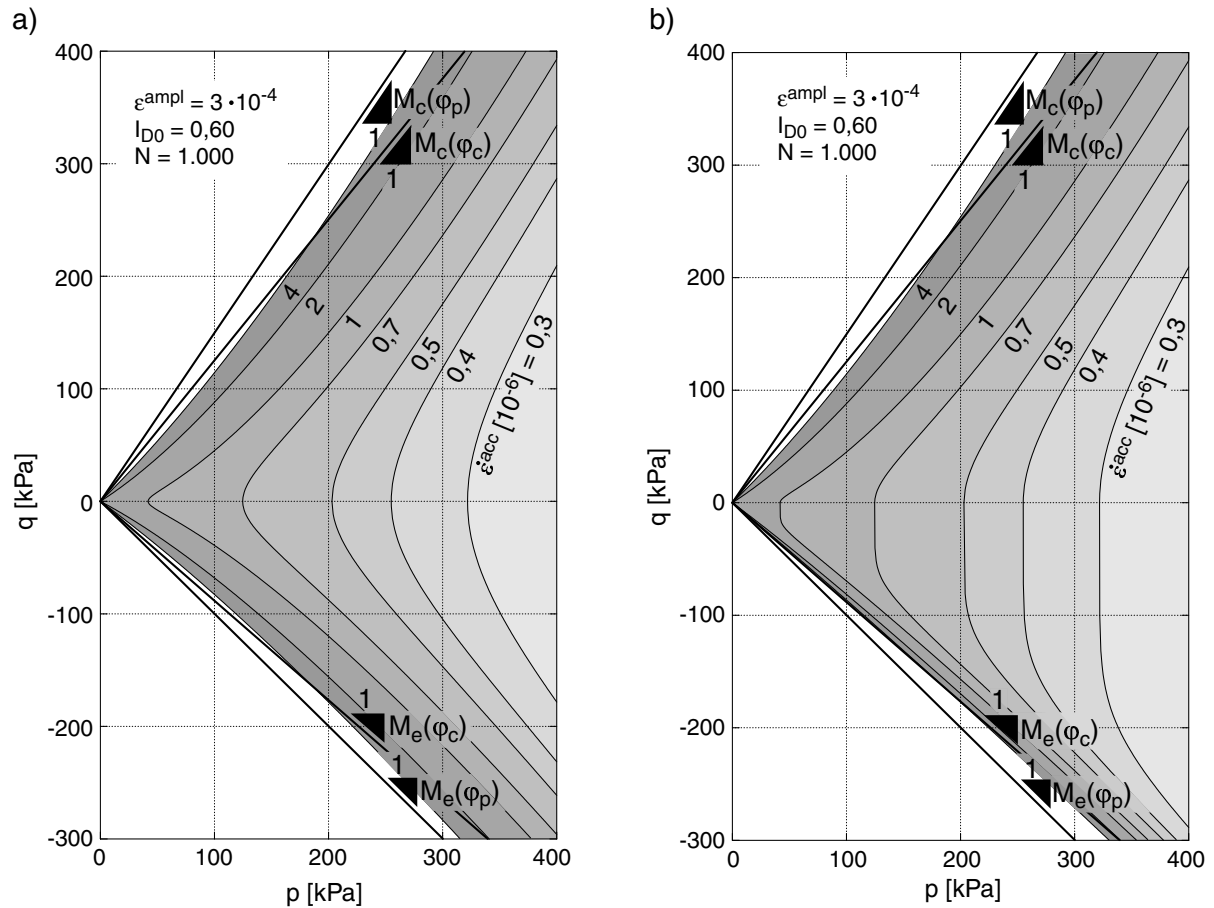 a)
400
300
200
100
0
-100
-200
-300
q [kPa]
0
100
200
300
400
p [kPa]
εᵃᵐᵖˡ = 3 •10⁻⁴
I_D0 = 0,60
N = 1.000
M_c(φ_p)
1
M_c(φ_c)
1
4
2
1
0,7
0,5
0,4
ε̇ᵃᶜᶜ [10⁻⁶] = 0,3
1
M_e(φ_c)
1
M_e(φ_p)
b)
400
300
200
100
0
-100
-200
-300
q [kPa]
0
100
200
300
400
p [kPa]
εᵃᵐᵖˡ = 3 •10⁻⁴
I_D0 = 0,60
N = 1.000
M_c(φ_p)
1
M_c(φ_c)
1
4
2
1
0,7
0,5
0,4
ε̇ᵃᶜᶜ [10⁻⁶] = 0,3
1
M_e(φ_c)
1
M_e(φ_p)